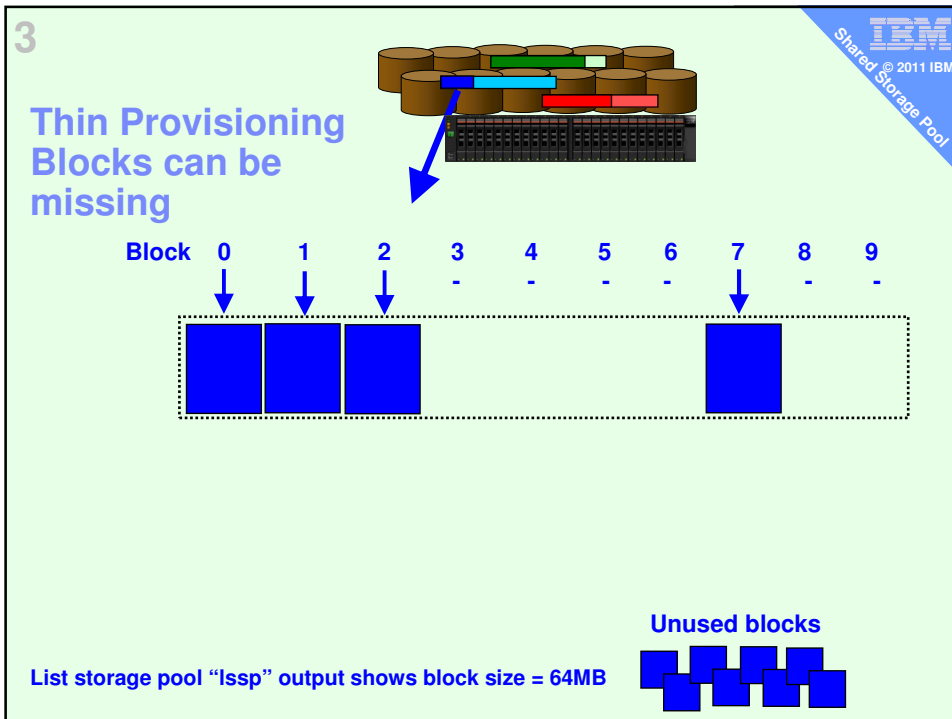 3
IBM
© 2011 IBM
Shared Storage Pool
Thin Provisioning
Blocks can be
missing
Block 0 1 2 3 4 5 6 7 8 9
- - - - - -
Unused blocks
List storage pool “lssp” output shows block size = 64MB